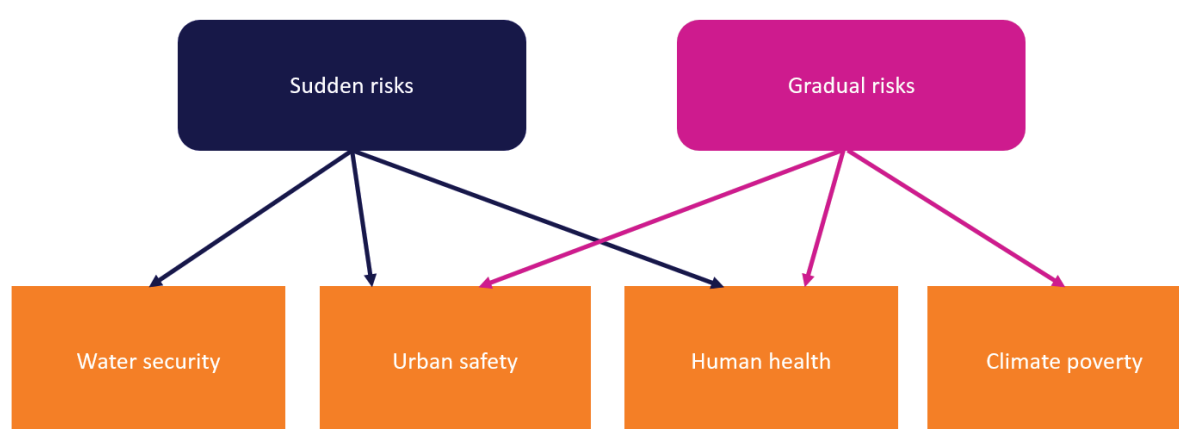 Sudden risks
Gradual risks
Water security
Urban safety
Human health
Climate poverty